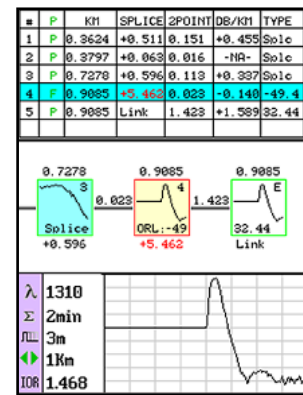 # P KM SPLICE 2POINT DB/KM TYPE
1 P 0.3624 +0.511 0.151 +0.455 Splc
2 P 0.3797 +0.063 0.016 -NA- Splc
3 P 0.7278 +0.596 0.113 +0.337 Splc
4 F 0.9085 +5.462 0.023 -0.140 -49.4
5 P 0.9085 Link 1.423 +1.589 32.44
0.7278 0.9085 0.9085
3 4 E
0.023 1.423
Splice ORL:-49 32.44
+0.596 +5.462 Link
λ 1310
Σ 2min
3m
1Km
IOR 1.468